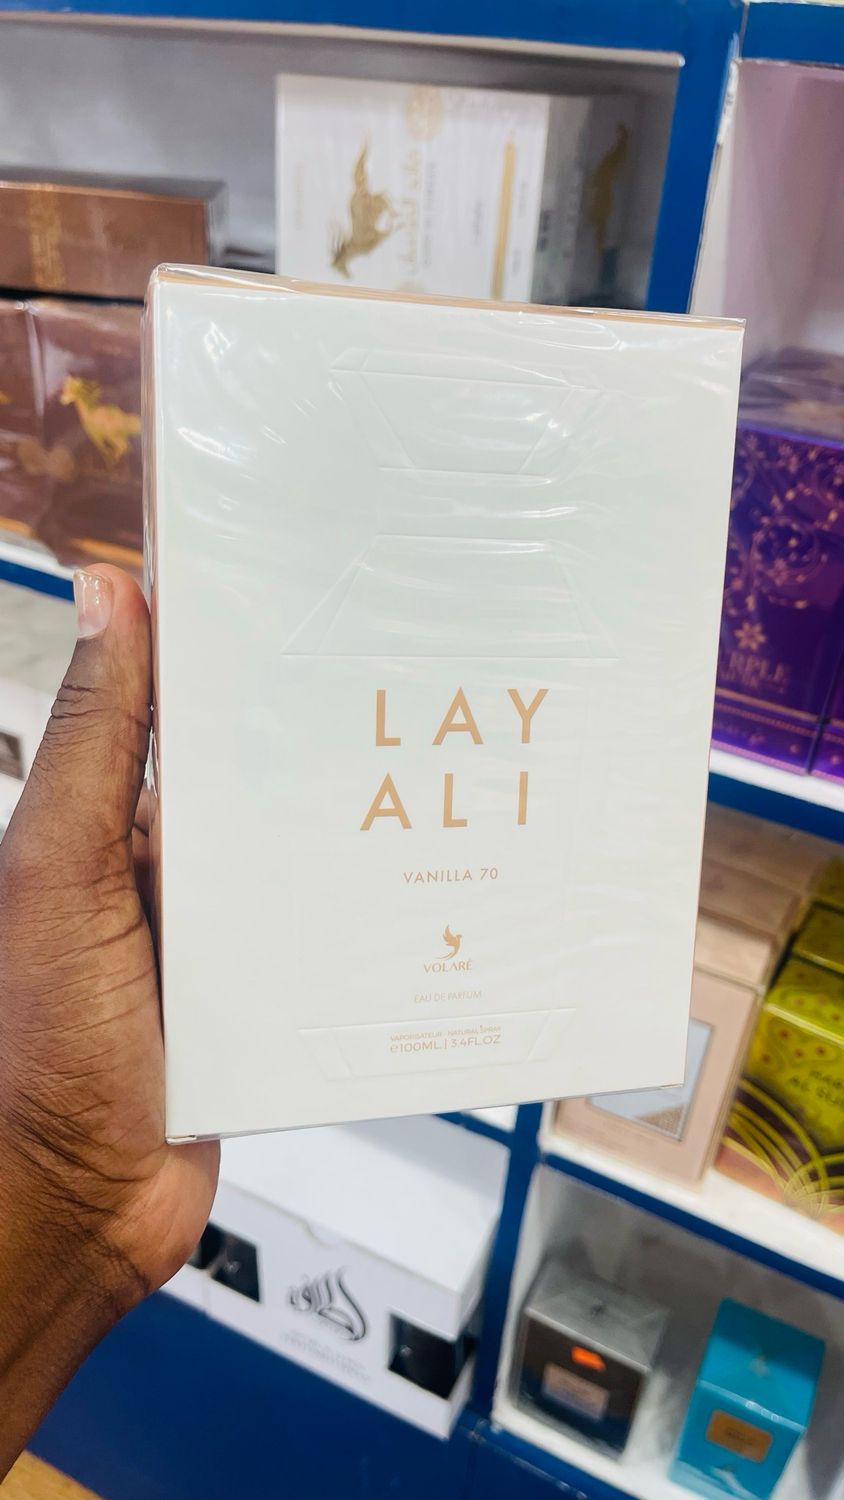 LAY
ALI
VANILLA 70
VOLARÉ
EAU DE PARFUM
VAPORISATEUR · NATURAL SPRAY
℮100ML | 3.4FL.OZ